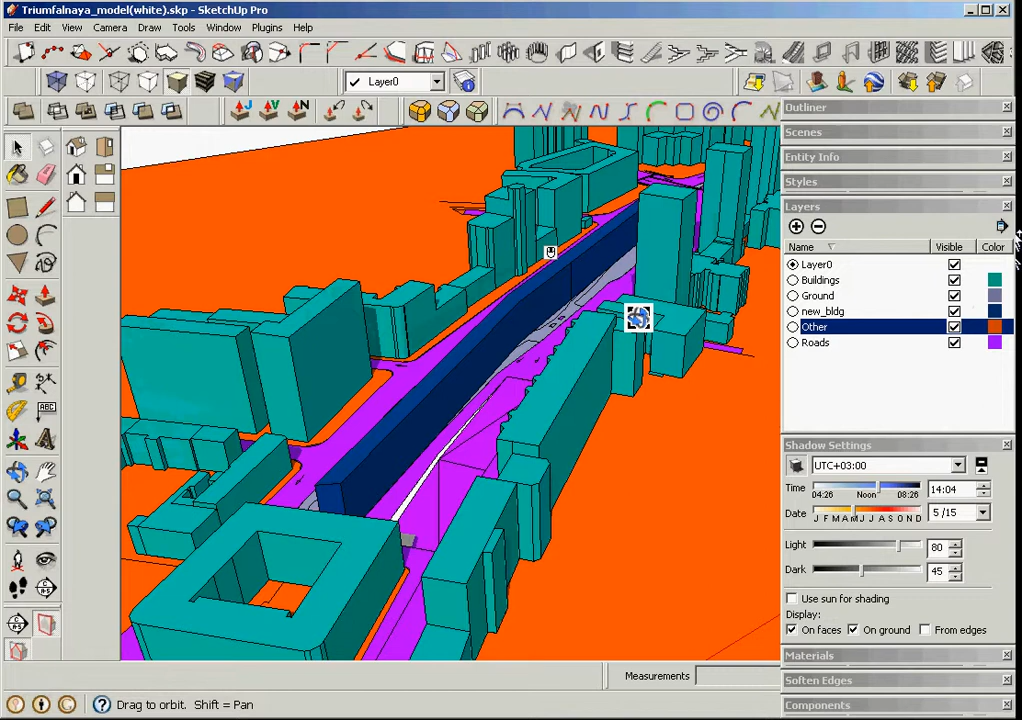 Triumfalnaya_model(white).skp - SketchUp Pro
File Edit View Camera Draw Tools Window Plugins Help
Layer0
J V N
Outliner
Scenes
Entity Info
Styles
Layers
Name Visible Color
Layer0
Buildings
Ground
new_bldg
Other
Roads
ABC
A
Shadow Settings
UTC+03:00
Time 04:26 Noon 08:26 14:04
Date J F M A M J J A S O N D 5 /15
Light 80
Dark 45
Use sun for shading
Display:
On faces On ground From edges
Materials
Measurements
Soften Edges
Components
Drag to orbit. Shift = Pan